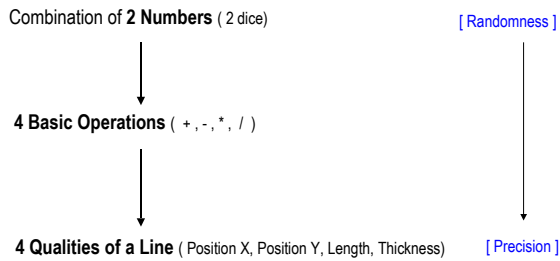 Combination of 2 Numbers ( 2 dice)
[ Randomness ]
4 Basic Operations ( + , - , * , / )
4 Qualities of a Line ( Position X, Position Y, Length, Thickness)
[ Precision ]